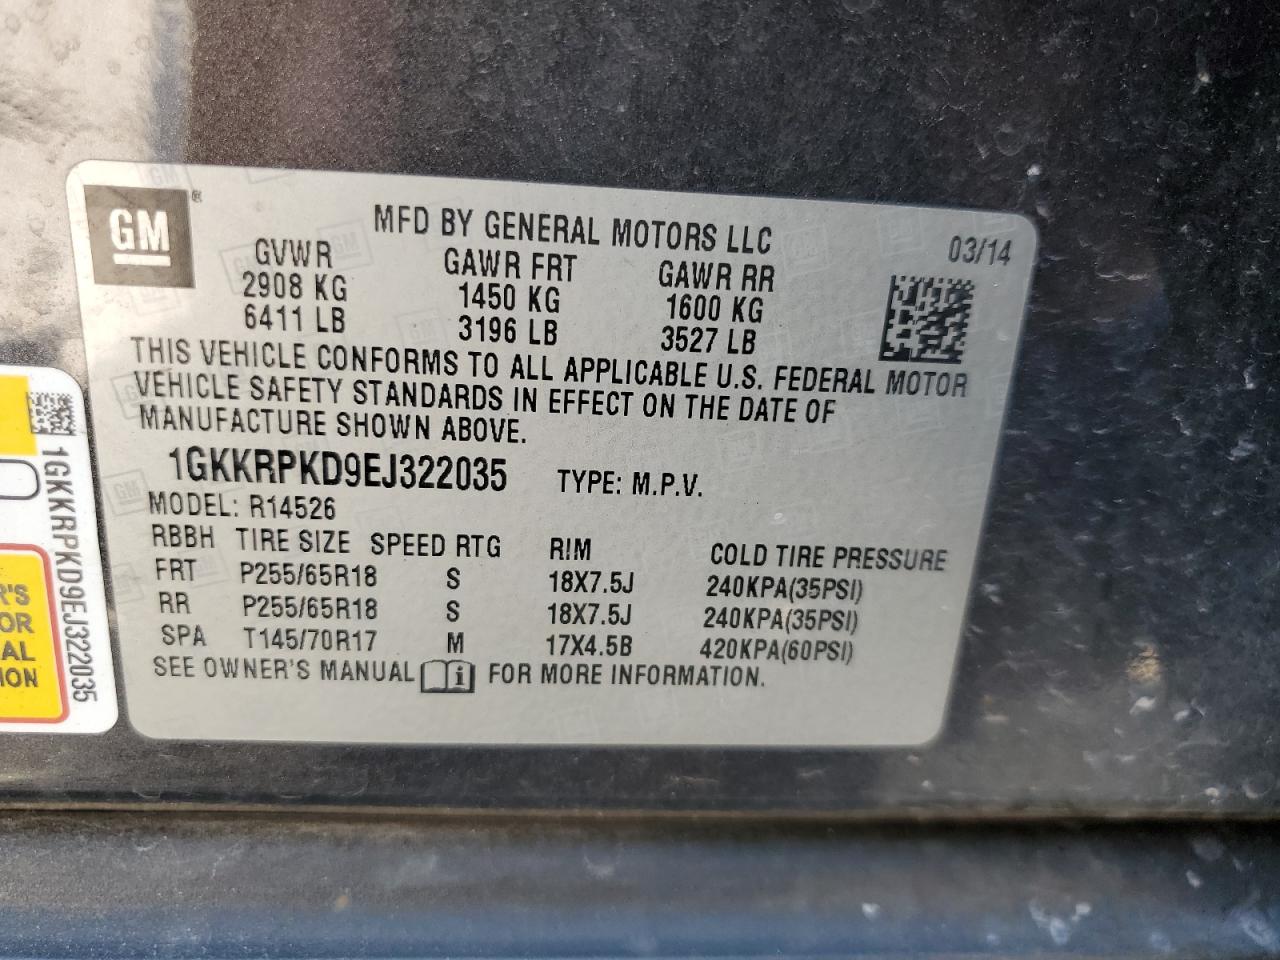 GM ®
MFD BY GENERAL MOTORS LLC
03/14
GVWR GAWR FRT GAWR RR
2908 KG 1450 KG 1600 KG
6411 LB 3196 LB 3527 LB
THIS VEHICLE CONFORMS TO ALL APPLICABLE U.S. FEDERAL MOTOR
VEHICLE SAFETY STANDARDS IN EFFECT ON THE DATE OF
MANUFACTURE SHOWN ABOVE.
1GKKRPKD9EJ322035 TYPE: M.P.V.
MODEL: R14526
RBBH TIRE SIZE SPEED RTG RIM COLD TIRE PRESSURE
FRT P255/65R18 S 18X7.5J 240KPA(35PSI)
RR P255/65R18 S 18X7.5J 240KPA(35PSI)
SPA T145/70R17 M 17X4.5B 420KPA(60PSI)
SEE OWNER'S MANUAL i FOR MORE INFORMATION.
1GKKRPKD9EJ322035
R'S
OR
AL
ION